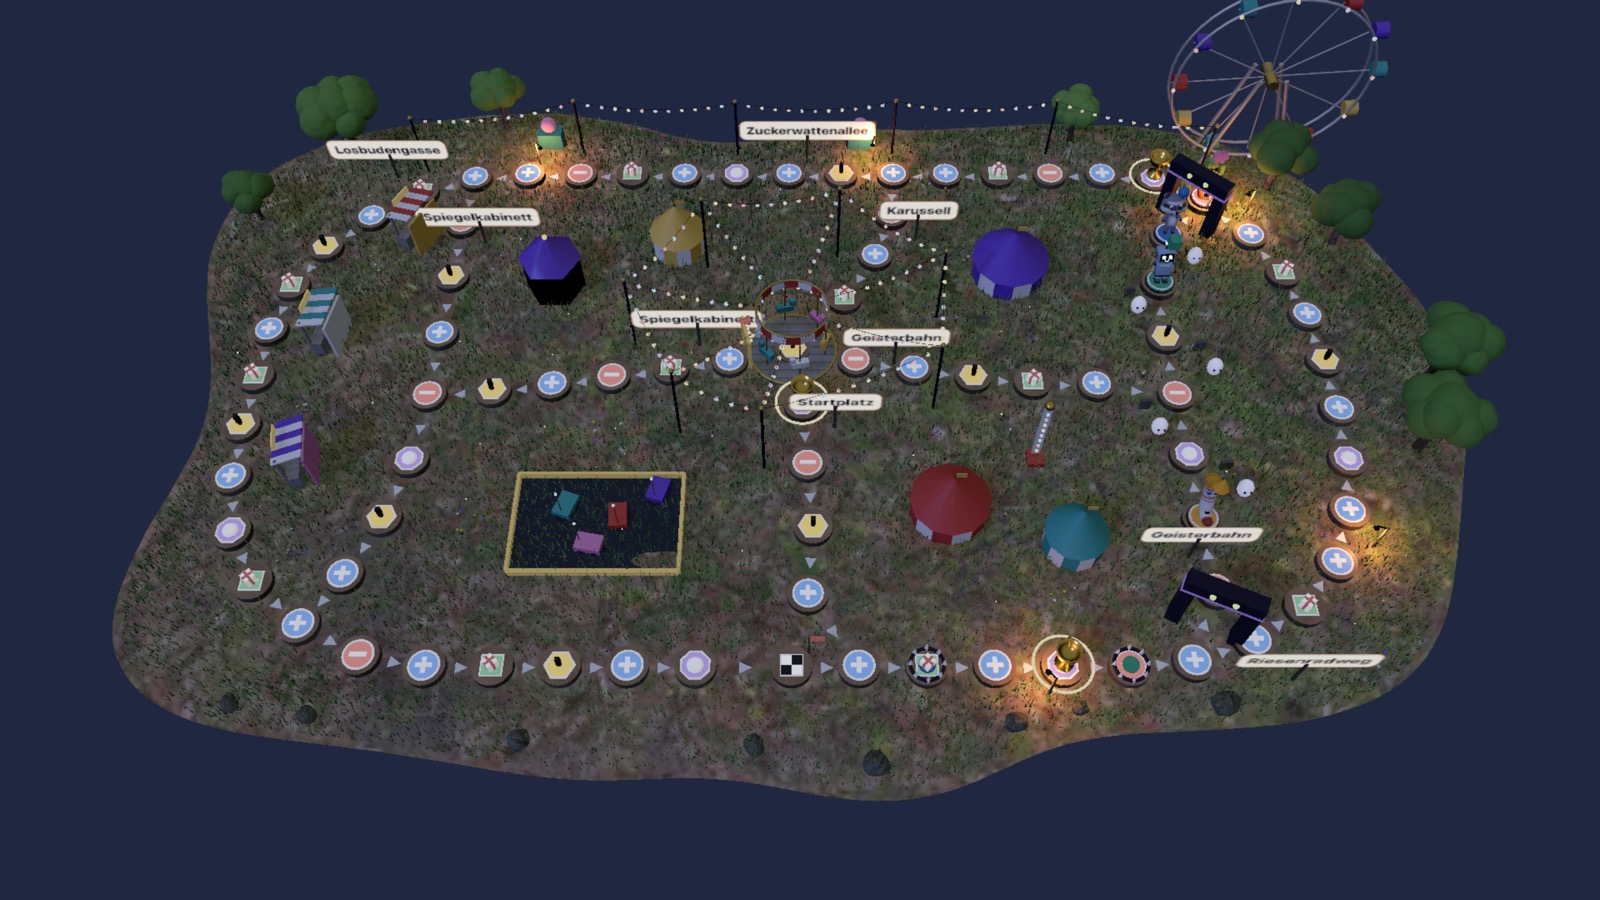 Zuckerwattenallee
Losbudengasse
Karussell
Spiegelkabinett
Spiegelkabinett
Geisterbahn
Startplatz
Geisterbahn
Riesenradweg